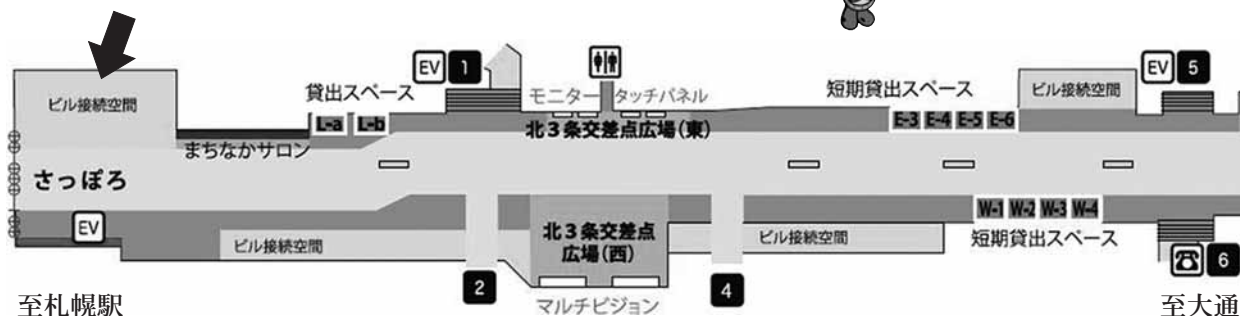 EV
1
EV
5
貸出スペース
モニター
タッチパネル
短期貸出スペース
ビル接続空間
ビル接続空間
L-a
L-b
E-3
E-4
E-5
E-6
北3条交差点広場(東)
まちなかサロン
さっぽろ
EV
ビル接続空間
北3条交差点
広場(西)
ビル接続空間
W-1
W-2
W-3
W-4
短期貸出スペース
2
4
6
マルチビジョン
至札幌駅
至大通